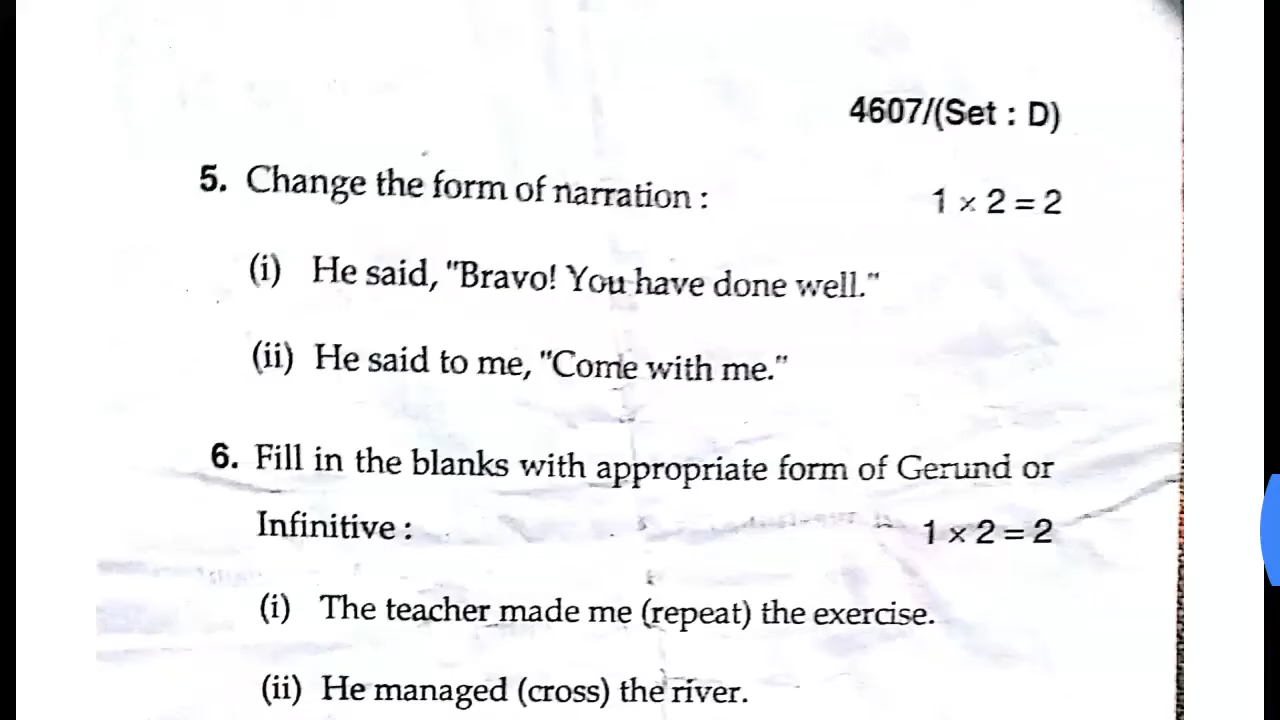 4607/(Set : D)
5. Change the form of narration : 1 × 2 = 2
(i) He said, "Bravo! You have done well."
(ii) He said to me, "Come with me."
6. Fill in the blanks with appropriate form of Gerund or
Infinitive : 1 × 2 = 2
(i) The teacher made me (repeat) the exercise.
(ii) He managed (cross) the river.